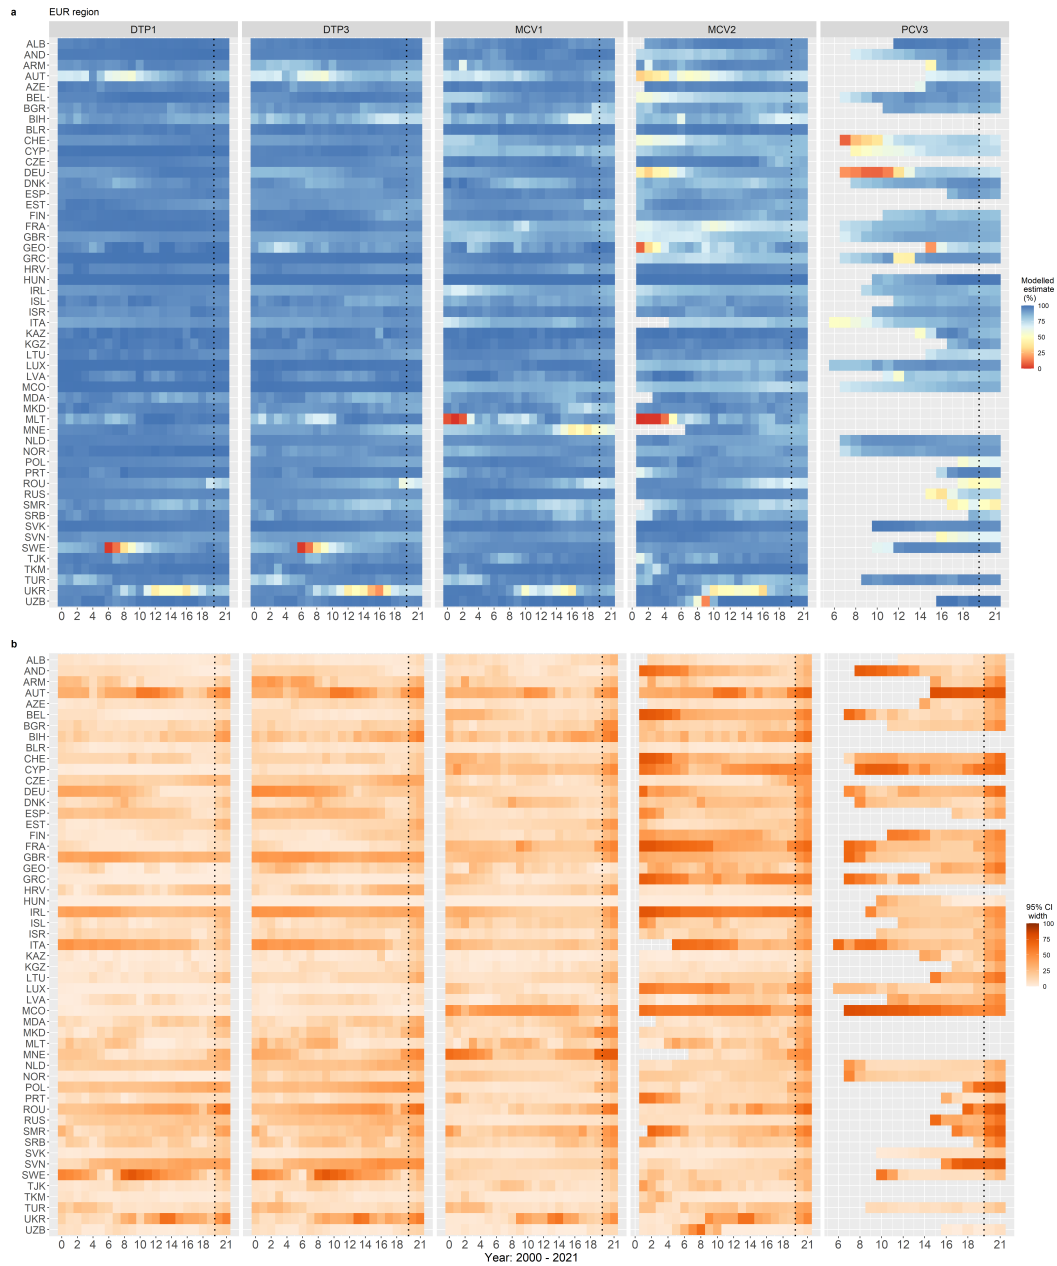 a
EUR region
DTP1 DTP3 MCV1 MCV2 PCV3
ALB
AND
ARM
AUT
AZE
BEL
BGR
BIH
BLR
CHE
CYP
CZE
DEU
DNK
ESP
EST
FIN
FRA
GBR
GEO
GRC
HRV
HUN
IRL
ISL
ISR
ITA
KAZ
KGZ
LTU
LUX
LVA
MCO
MDA
MKD
MLT
MNE
NLD
NOR
POL
PRT
ROU
RUS
SMR
SRB
SVK
SVN
SWE
TJK
TKM
TUR
UKR
UZB
0 2 4 6 8 10 12 14 16 18 21 0 2 4 6 8 10 12 14 16 18 21 0 2 4 6 8 10 12 14 16 18 21 0 2 4 6 8 10 12 14 16 18 21 6 8 10 12 14 16 18 21
Modelled
estimate
(%)
100
75
50
25
0
b
ALB
AND
ARM
AUT
AZE
BEL
BGR
BIH
BLR
CHE
CYP
CZE
DEU
DNK
ESP
EST
FIN
FRA
GBR
GEO
GRC
HRV
HUN
IRL
ISL
ISR
ITA
KAZ
KGZ
LTU
LUX
LVA
MCO
MDA
MKD
MLT
MNE
NLD
NOR
POL
PRT
ROU
RUS
SMR
SRB
SVK
SVN
SWE
TJK
TKM
TUR
UKR
UZB
0 2 4 6 8 10 12 14 16 18 21 0 2 4 6 8 10 12 14 16 18 21 0 2 4 6 8 10 12 14 16 18 21 0 2 4 6 8 10 12 14 16 18 21 6 8 10 12 14 16 18 21
Year: 2000 - 2021
95% CI
width
100
75
50
25
0